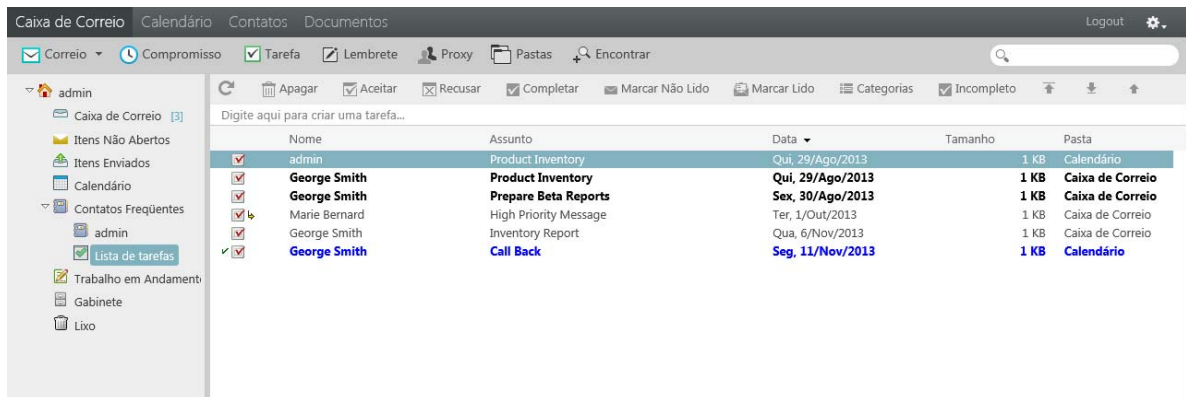 Caixa de Correio Calendário Contatos Documentos Logout
Correio Compromisso Tarefa Lembrete Proxy Pastas Encontrar
admin
Caixa de Correio [3]
Itens Não Abertos
Itens Enviados
Calendário
Contatos Freqüentes
admin
Lista de tarefas
Trabalho em Andament
Gabinete
Lixo
Apagar Aceitar Recusar Completar Marcar Não Lido Marcar Lido Categorias Incompleto
Digite aqui para criar uma tarefa...
Nome Assunto Data Tamanho Pasta
admin Product Inventory Qui, 29/Ago/2013 1 KB Calendário
George Smith Product Inventory Qui, 29/Ago/2013 1 KB Caixa de Correio
George Smith Prepare Beta Reports Sex, 30/Ago/2013 1 KB Caixa de Correio
Marie Bernard High Priority Message Ter, 1/Out/2013 1 KB Caixa de Correio
George Smith Inventory Report Qua, 6/Nov/2013 1 KB Caixa de Correio
George Smith Call Back Seg, 11/Nov/2013 1 KB Calendário